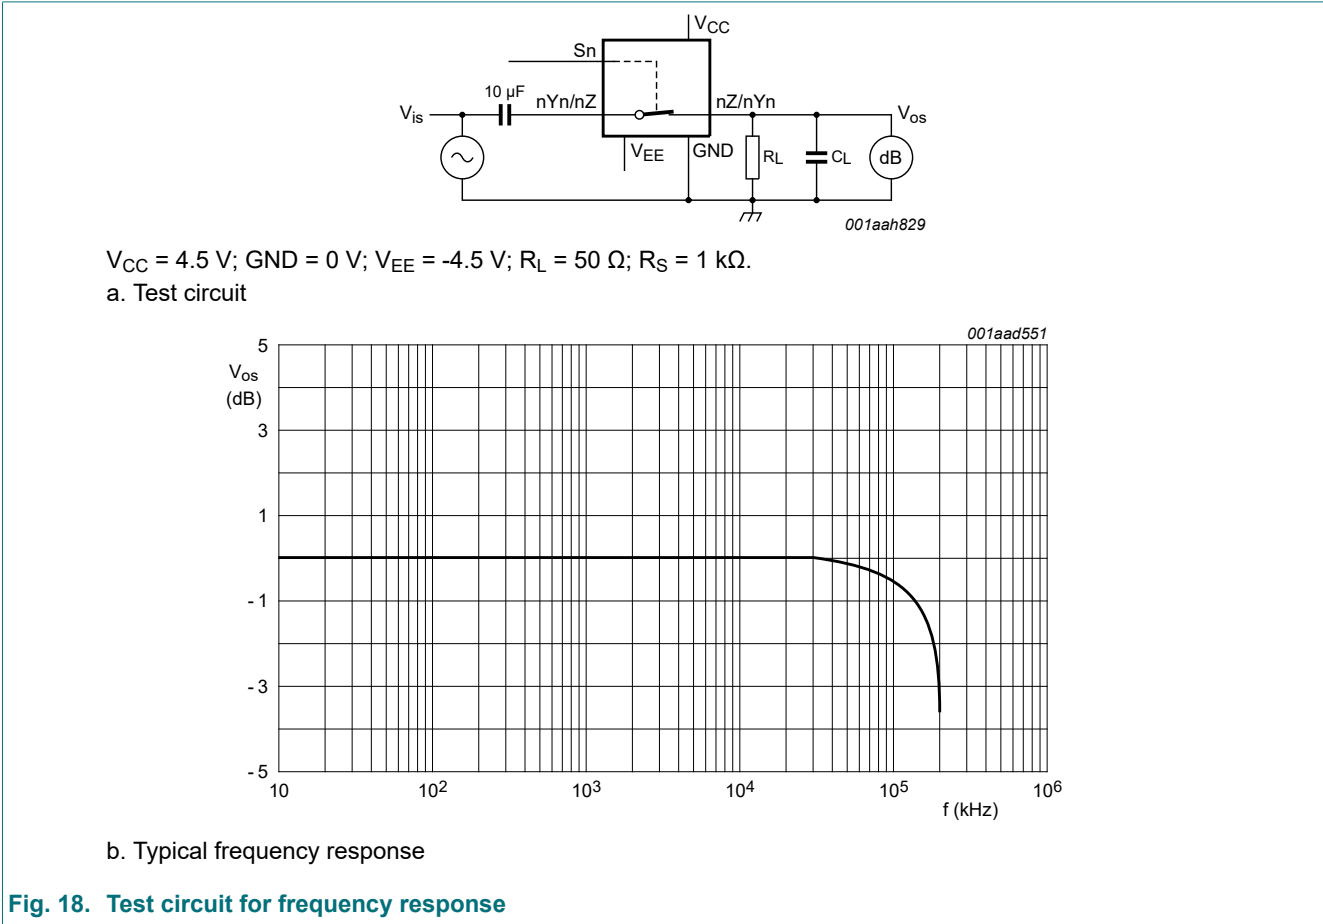 VCC
Sn
10 µF
nYn/nZ
nZ/nYn
Vis
Vos
VEE
GND
RL
CL
dB
001aah829
VCC = 4.5 V; GND = 0 V; VEE = -4.5 V; RL = 50 Ω; RS = 1 kΩ.
a. Test circuit
001aad551
5
Vos
(dB)
3
1
- 1
- 3
- 5
10
10²
10³
10⁴
10⁵
10⁶
f (kHz)
b. Typical frequency response
Fig. 18. Test circuit for frequency response